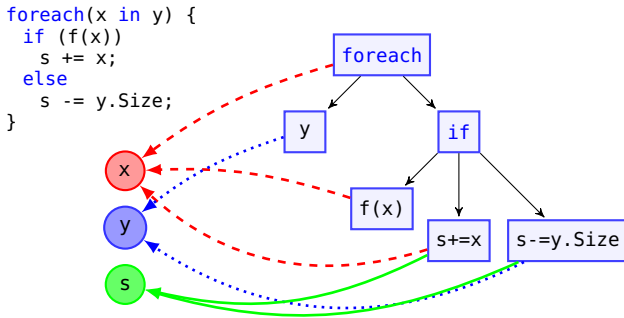 foreach(x in y) {
if (f(x))
s += x;
else
s -= y.Size;
}
foreach
y
if
x
f(x)
y
s+=x
s-=y.Size
s